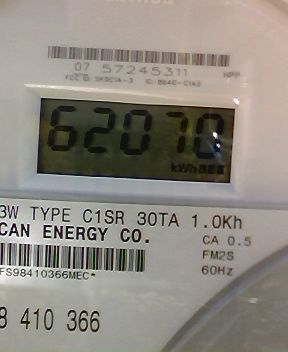 07 57245311
HPP
62070
kWh
3W TYPE C1SR 30TA 1.0Kh
CAN ENERGY CO.
CA 0.5
FM2S
60Hz
FS98410366MEC*
8 410 366